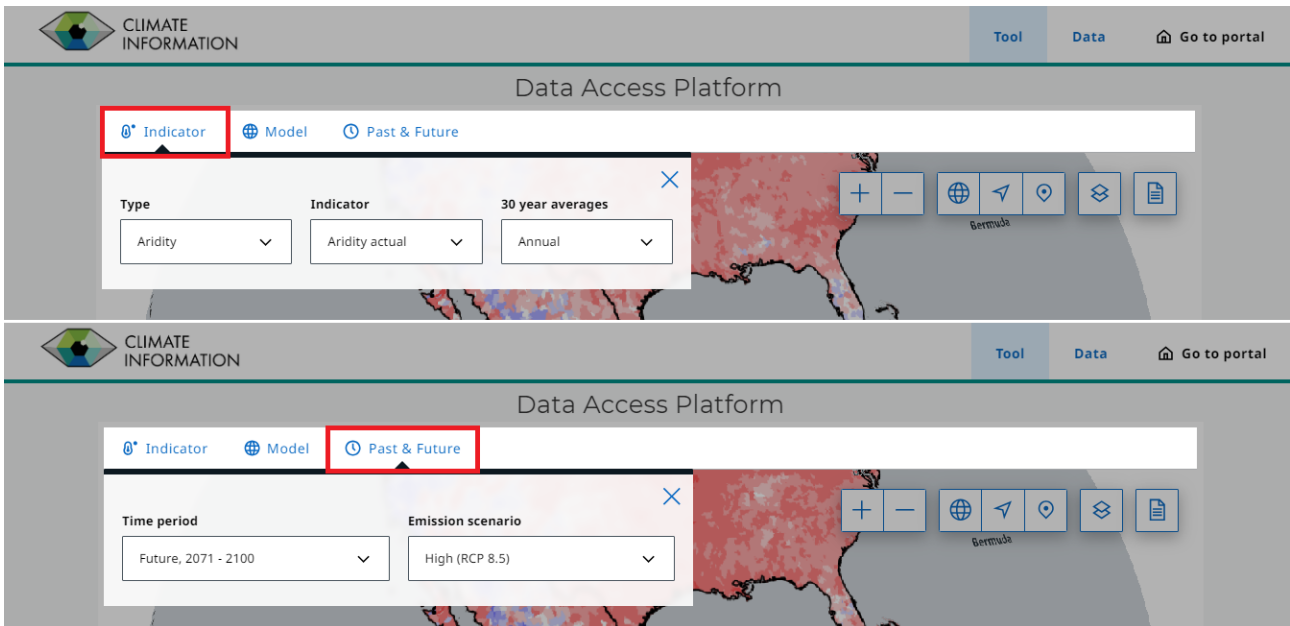 CLIMATE
INFORMATION
Tool
Data
Go to portal
Data Access Platform
Indicator
Model
Past & Future
Type
Indicator
30 year averages
Aridity
Aridity actual
Annual
Bermuda
CLIMATE
INFORMATION
Tool
Data
Go to portal
Data Access Platform
Indicator
Model
Past & Future
Time period
Emission scenario
Future, 2071 - 2100
High (RCP 8.5)
Bermuda